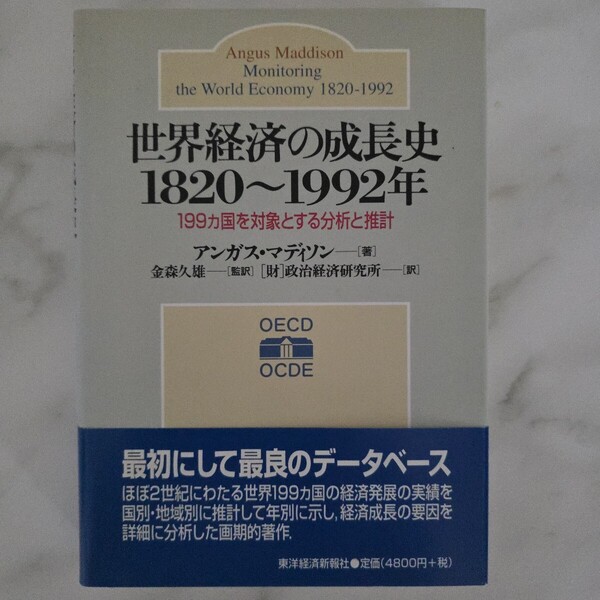 Angus Maddison
Monitoring
the World Economy 1820-1992
世界経済の成長史
1820～1992年
199ヵ国を対象とする分析と推計
アンガス・マディソン―[著]
金森久雄―[監訳] [財]政治経済研究所―[訳]
OECD
OCDE
最初にして最良のデータベース
ほぼ2世紀にわたる世界199ヵ国の経済発展の実績を
国別・地域別に推計して年別に示し,経済成長の要因を
詳細に分析した画期的著作.
東洋経済新報社●定価(4800円+税)